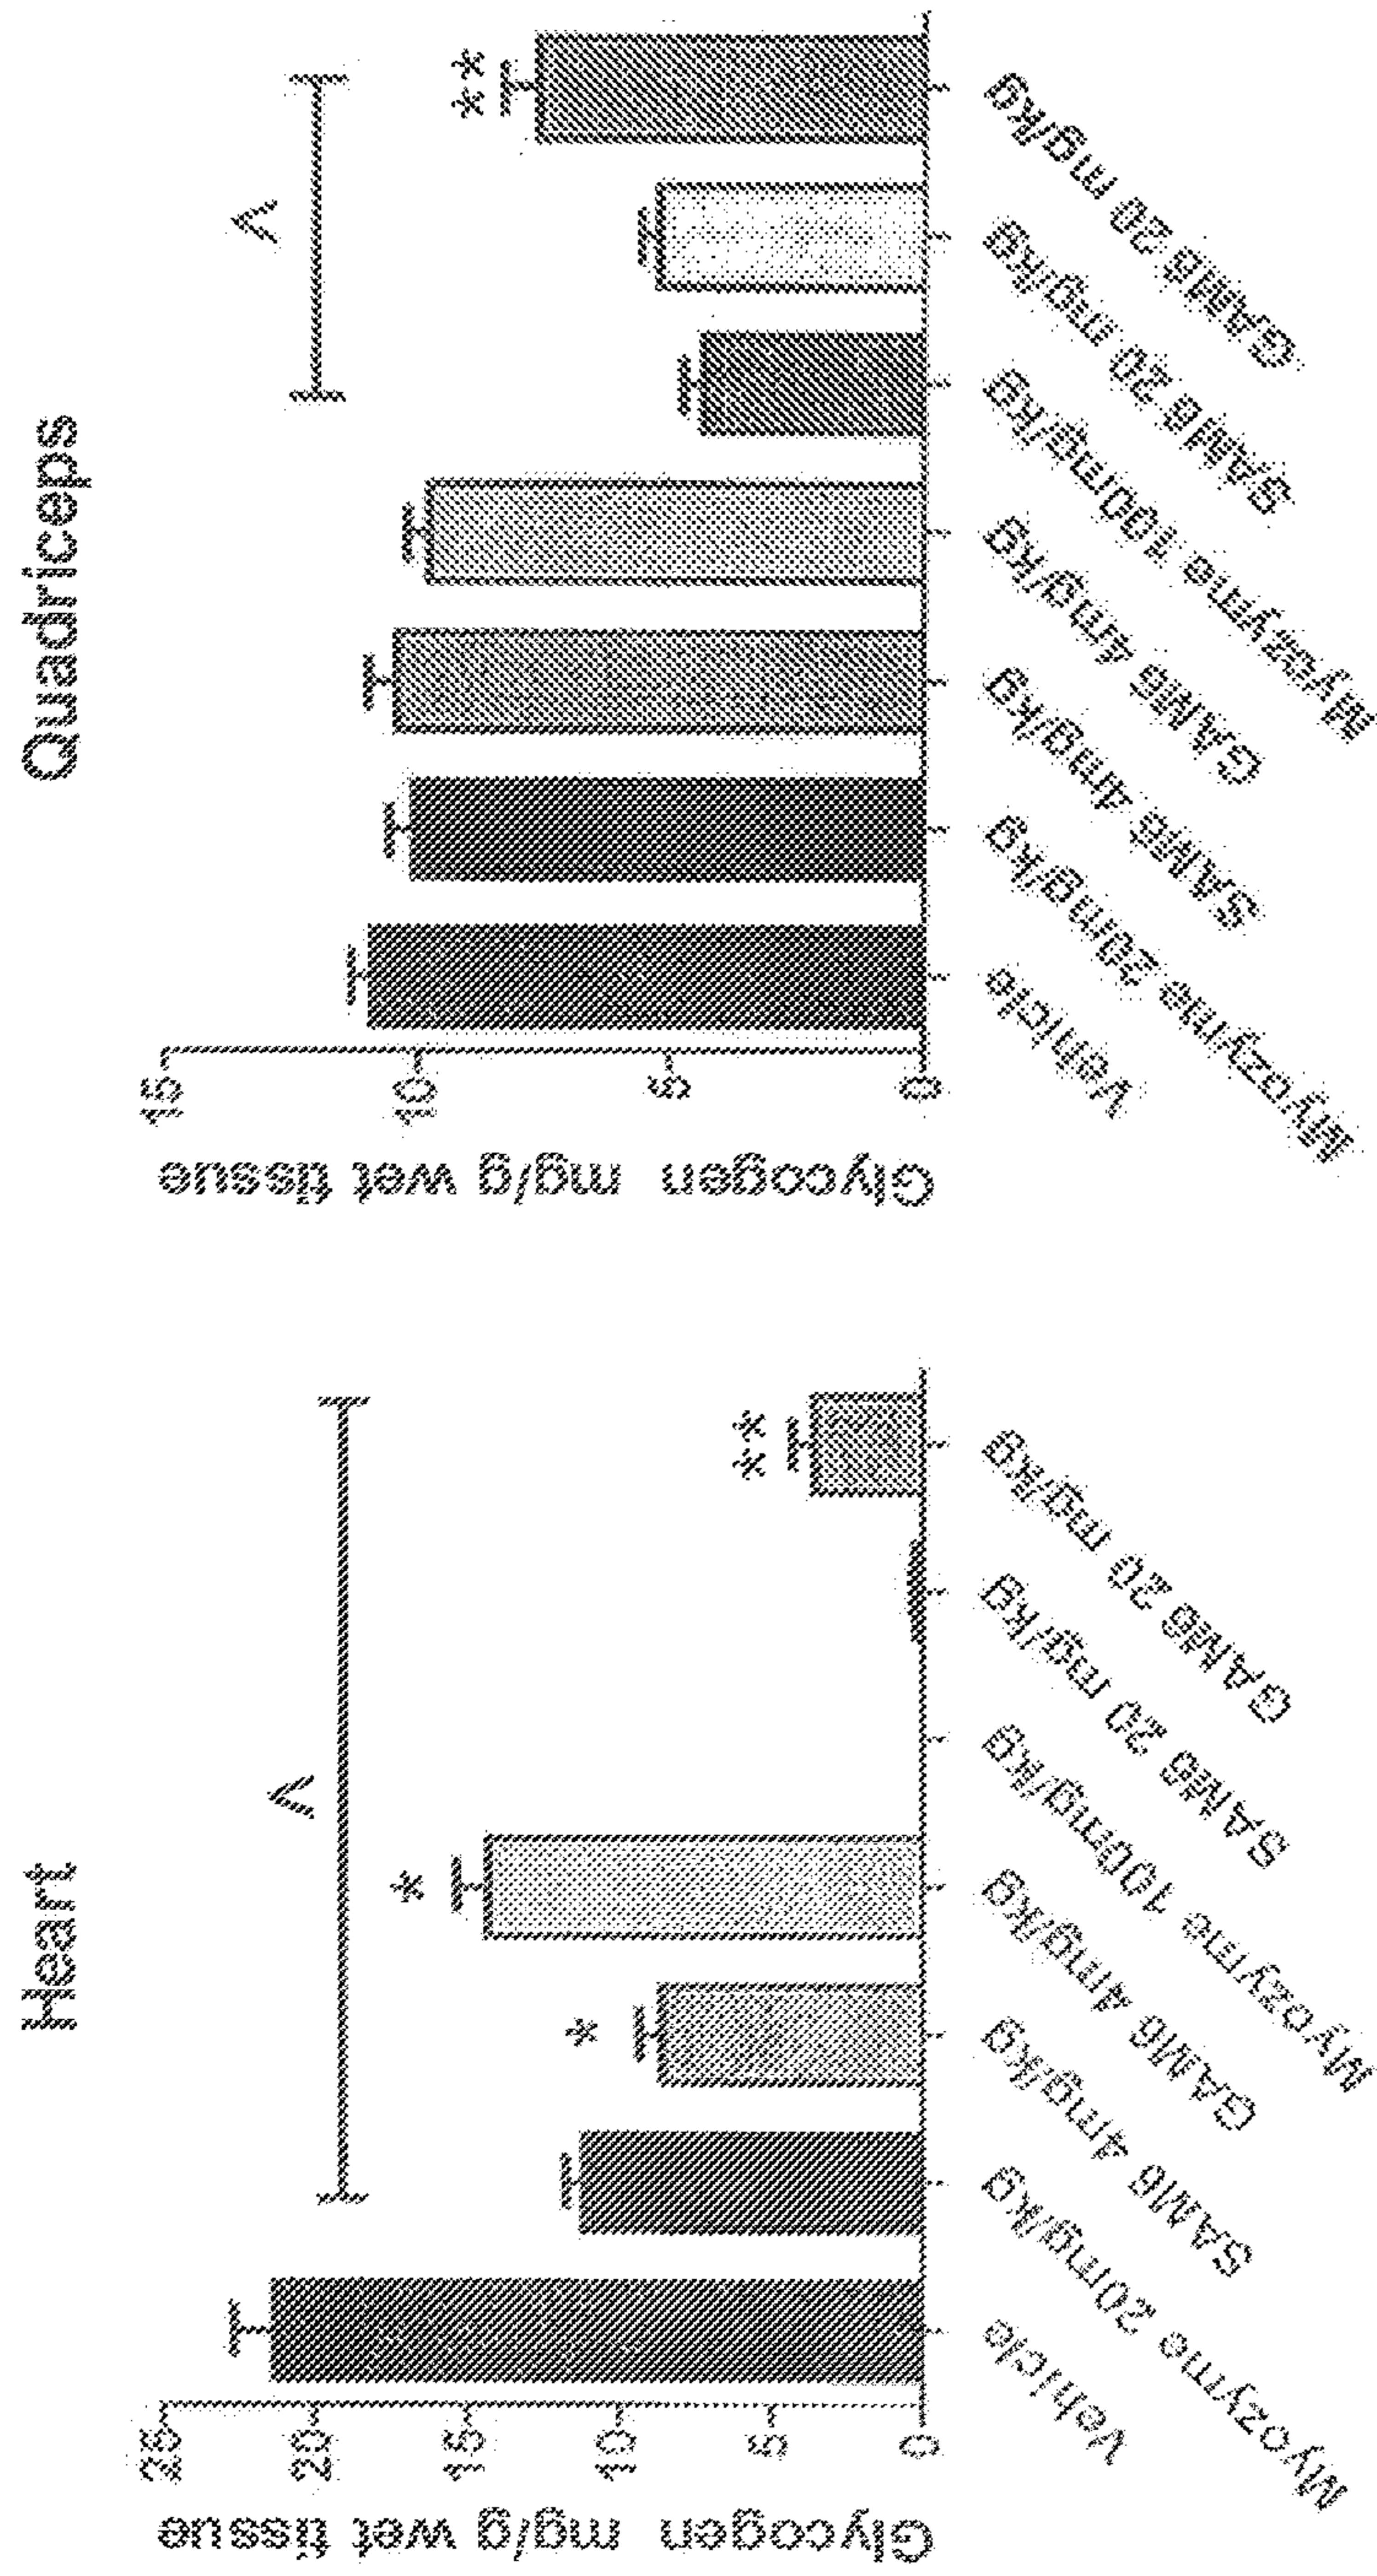 Heart
Glycogen mg/g wet tissue
25
20
15
10
5
0
*
*
**
^
Vehicle
Myozyme 20mg/kg
SAM6 4mg/kg
GAM6 4mg/kg
Myozyme 100mg/kg
SAM6 20 mg/kg
GAM6 20 mg/kg
Quadriceps
Glycogen mg/g wet tissue
15
10
5
0
**
^
Vehicle
Myozyme 20mg/kg
SAM6 4mg/kg
GAM6 4mg/kg
Myozyme 100mg/kg
SAM6 20 mg/kg
GAM6 20 mg/kg